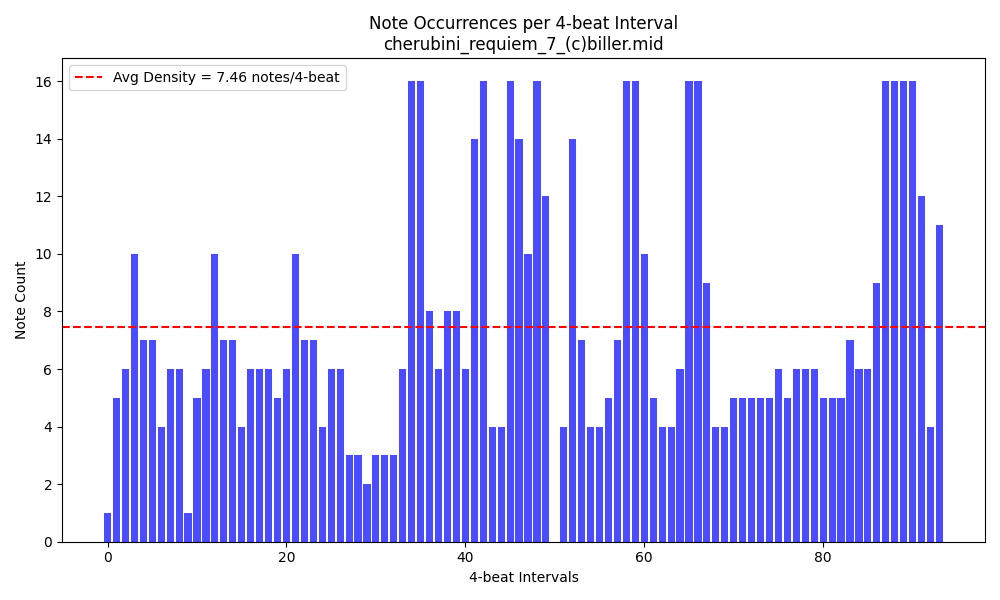 Note Occurrences per 4-beat Interval
cherubini_requiem_7_(c)biller.mid
Avg Density = 7.46 notes/4-beat
Note Count
16
14
12
10
8
6
4
2
0
0 20 40 60 80
4-beat Intervals